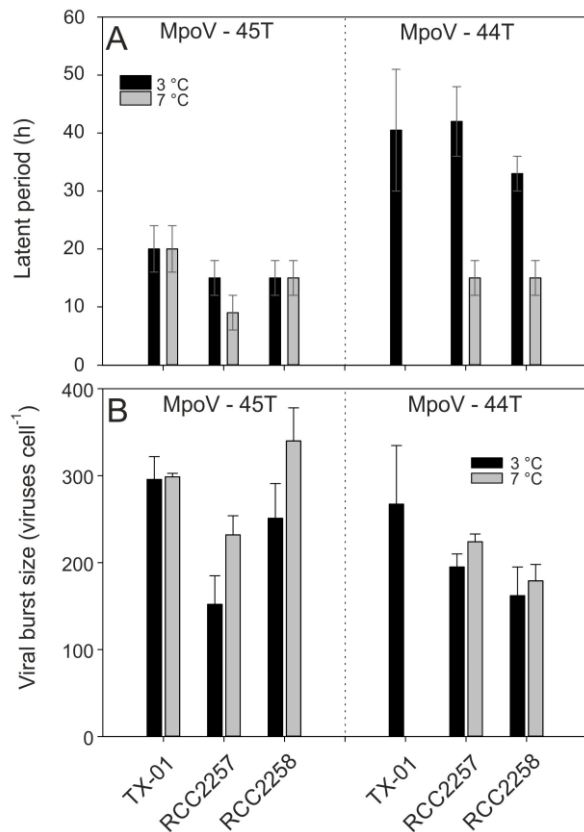 A
MpoV - 45T
MpoV - 44T
3 °C
7 °C
Latent period (h)
60
50
40
30
20
10
0
B
MpoV - 45T
MpoV - 44T
3 °C
7 °C
Viral burst size (viruses cell⁻¹)
400
300
200
100
0
TX-01
RCC2257
RCC2258
TX-01
RCC2257
RCC2258